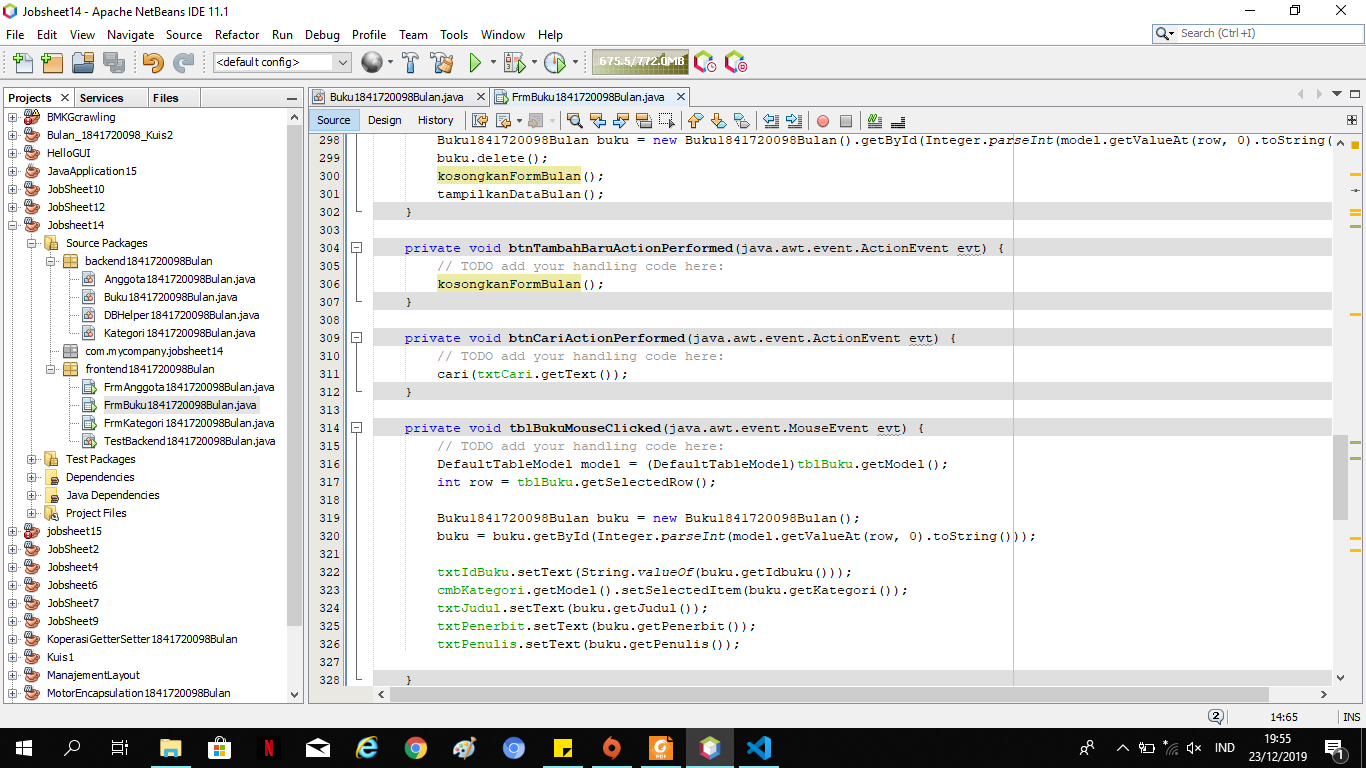 Jobsheet14 - Apache NetBeans IDE 11.1
File Edit View Navigate Source Refactor Run Debug Profile Team Tools Window Help
Search (Ctrl+I)
<default config>
675.5/772.0MB
Projects Services Files
Buku1841720098Bulan.java FrmBuku1841720098Bulan.java
Source Design History
BMKGcrawling
Bulan_1841720098_Kuis2
HelloGUI
JavaApplication15
JobSheet10
JobSheet12
Jobsheet14
Source Packages
backend1841720098Bulan
Anggota1841720098Bulan.java
Buku1841720098Bulan.java
DBHelper1841720098Bulan.java
Kategori1841720098Bulan.java
com.mycompany.jobsheet14
frontend1841720098Bulan
FrmAnggota1841720098Bulan.java
FrmBuku1841720098Bulan.java
FrmKategori1841720098Bulan.java
TestBackend1841720098Bulan.java
Test Packages
Dependencies
Java Dependencies
Project Files
jobsheet15
JobSheet2
Jobsheet4
Jobsheet6
JobSheet7
JobSheet9
KoperasiGetterSetter1841720098Bulan
Kuis1
ManajementLayout
MotorEncapsulation1841720098Bulan
298 Buku1841720098Bulan buku = new Buku1841720098Bulan().getById(Integer.parseInt(model.getValueAt(row, 0).toString(
299 buku.delete();
300 kosongkanFormBulan();
301 tampilkanDataBulan();
302 }
303
304 private void btnTambahBaruActionPerformed(java.awt.event.ActionEvent evt) {
305 // TODO add your handling code here:
306 kosongkanFormBulan();
307 }
308
309 private void btnCariActionPerformed(java.awt.event.ActionEvent evt) {
310 // TODO add your handling code here:
311 cari(txtCari.getText());
312 }
313
314 private void tblBukuMouseClicked(java.awt.event.MouseEvent evt) {
315 // TODO add your handling code here:
316 DefaultTableModel model = (DefaultTableModel)tblBuku.getModel();
317 int row = tblBuku.getSelectedRow();
318
319 Buku1841720098Bulan buku = new Buku1841720098Bulan();
320 buku = buku.getById(Integer.parseInt(model.getValueAt(row, 0).toString()));
321
322 txtIdBuku.setText(String.valueOf(buku.getIdbuku()));
323 cmbKategori.getModel().setSelectedItem(buku.getKategori());
324 txtJudul.setText(buku.getJudul());
325 txtPenerbit.setText(buku.getPenerbit());
326 txtPenulis.setText(buku.getPenulis());
327
328 }
2 14:65 INS
IND 19:55
23/12/2019
1